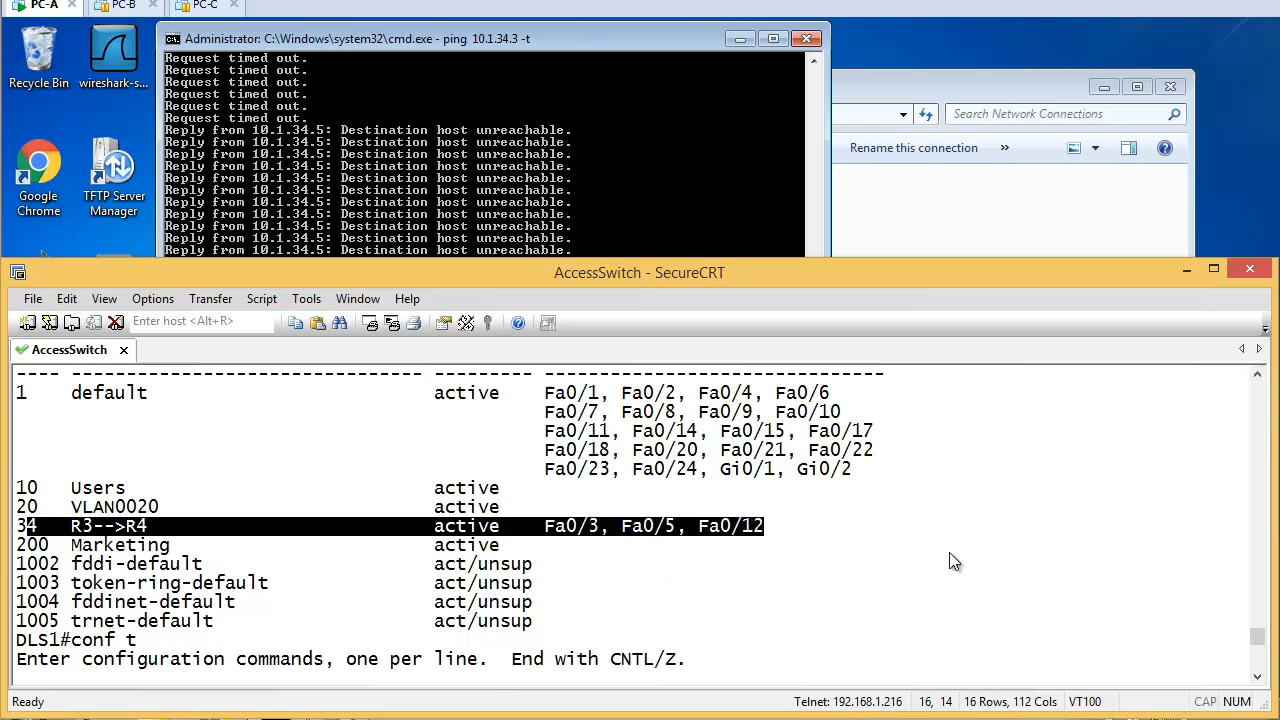 PC-A
PC-B
PC-C
Recycle Bin
wireshark-s...
Google
Chrome
TFTP Server
Manager
Administrator: C:\Windows\system32\cmd.exe - ping 10.1.34.3 -t
Request timed out.
Request timed out.
Request timed out.
Request timed out.
Request timed out.
Request timed out.
Reply from 10.1.34.5: Destination host unreachable.
Reply from 10.1.34.5: Destination host unreachable.
Reply from 10.1.34.5: Destination host unreachable.
Reply from 10.1.34.5: Destination host unreachable.
Reply from 10.1.34.5: Destination host unreachable.
Reply from 10.1.34.5: Destination host unreachable.
Reply from 10.1.34.5: Destination host unreachable.
Reply from 10.1.34.5: Destination host unreachable.
Reply from 10.1.34.5: Destination host unreachable.
Reply from 10.1.34.5: Destination host unreachable.
Reply from 10.1.34.5: Destination host unreachable.
Search Network Connections
Rename this connection »
AccessSwitch - SecureCRT
File Edit View Options Transfer Script Tools Window Help
Enter host <Alt+R>
AccessSwitch
---- -------------------------------- --------- -------------------------------
1 default active Fa0/1, Fa0/2, Fa0/4, Fa0/6
Fa0/7, Fa0/8, Fa0/9, Fa0/10
Fa0/11, Fa0/14, Fa0/15, Fa0/17
Fa0/18, Fa0/20, Fa0/21, Fa0/22
Fa0/23, Fa0/24, Gi0/1, Gi0/2
10 Users active
20 VLAN0020 active
34 R3-->R4 active Fa0/3, Fa0/5, Fa0/12
200 Marketing active
1002 fddi-default act/unsup
1003 token-ring-default act/unsup
1004 fddinet-default act/unsup
1005 trnet-default act/unsup
DLS1#conf t
Enter configuration commands, one per line. End with CNTL/Z.
Ready Telnet: 192.168.1.216 16, 14 16 Rows, 112 Cols VT100 CAP NUM